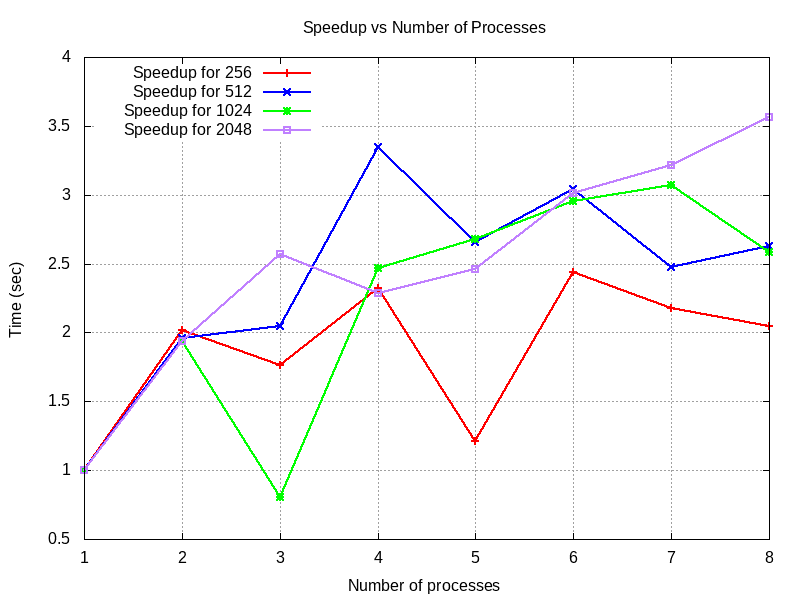 Speedup vs Number of Processes
Speedup for 256
Speedup for 512
Speedup for 1024
Speedup for 2048
4
3.5
3
2.5
2
1.5
1
0.5
Time (sec)
1 2 3 4 5 6 7 8
Number of processes